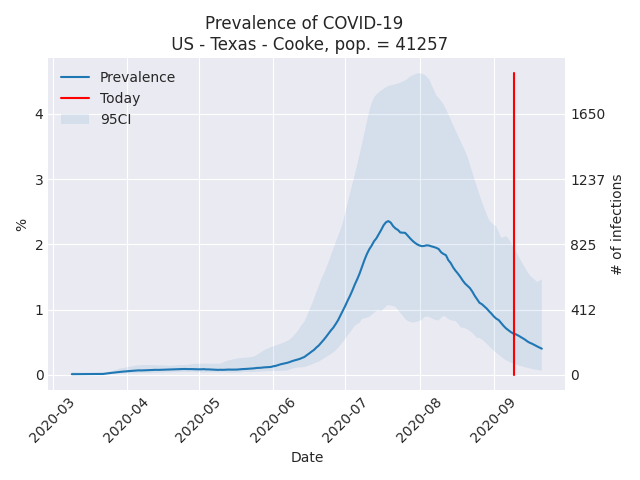 Prevalence of COVID-19
US - Texas - Cooke, pop. = 41257
Prevalence
Today
95CI
4
3
2
1
0
%
1650
1237
825
412
0
# of infections
2020-03
2020-04
2020-05
2020-06
2020-07
2020-08
2020-09
Date